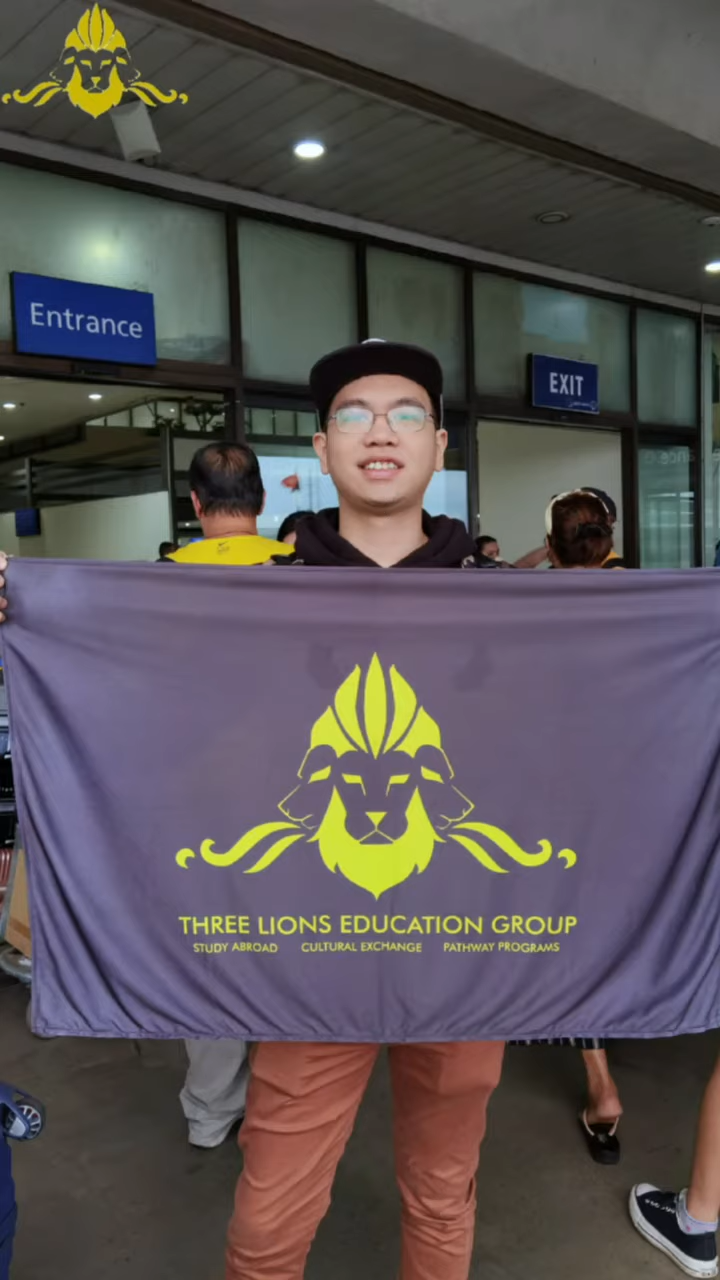 Entrance
EXIT
THREE LIONS EDUCATION GROUP
STUDY ABROAD CULTURAL EXCHANGE PATHWAY PROGRAMS